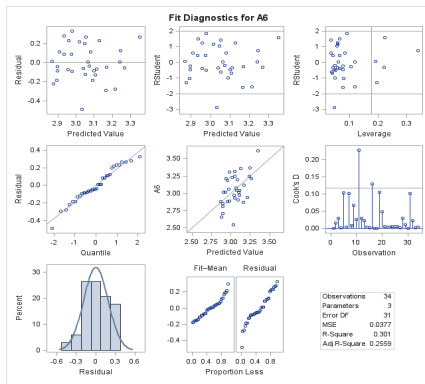 Fit Diagnostics for A6
Residual
0.2
0.0
-0.2
-0.4
2.9 3.0 3.1 3.2 3.3
Predicted Value
RStudent
2
1
0
-1
-2
-3
2.9 3.0 3.1 3.2 3.3
Predicted Value
RStudent
2
1
0
-1
-2
-3
0.1 0.2 0.3
Leverage
Residual
0.4
0.2
0.0
-0.2
-0.4
-2 -1 0 1 2
Quantile
A6
3.50
3.25
3.00
2.75
2.50
2.50 2.75 3.00 3.25 3.50
Predicted Value
Cook's D
0.20
0.15
0.10
0.05
0.00
0 10 20 30
Observation
Percent
30
20
10
0
-0.6 -0.3 0 0.3 0.6
Residual
Fit–Mean Residual
0.2
0.0
-0.2
-0.4
0.0 0.4 0.8 0.0 0.4 0.8
Proportion Less
Observations 34
Parameters 3
Error DF 31
MSE 0.0377
R-Square 0.301
Adj R-Square 0.2559